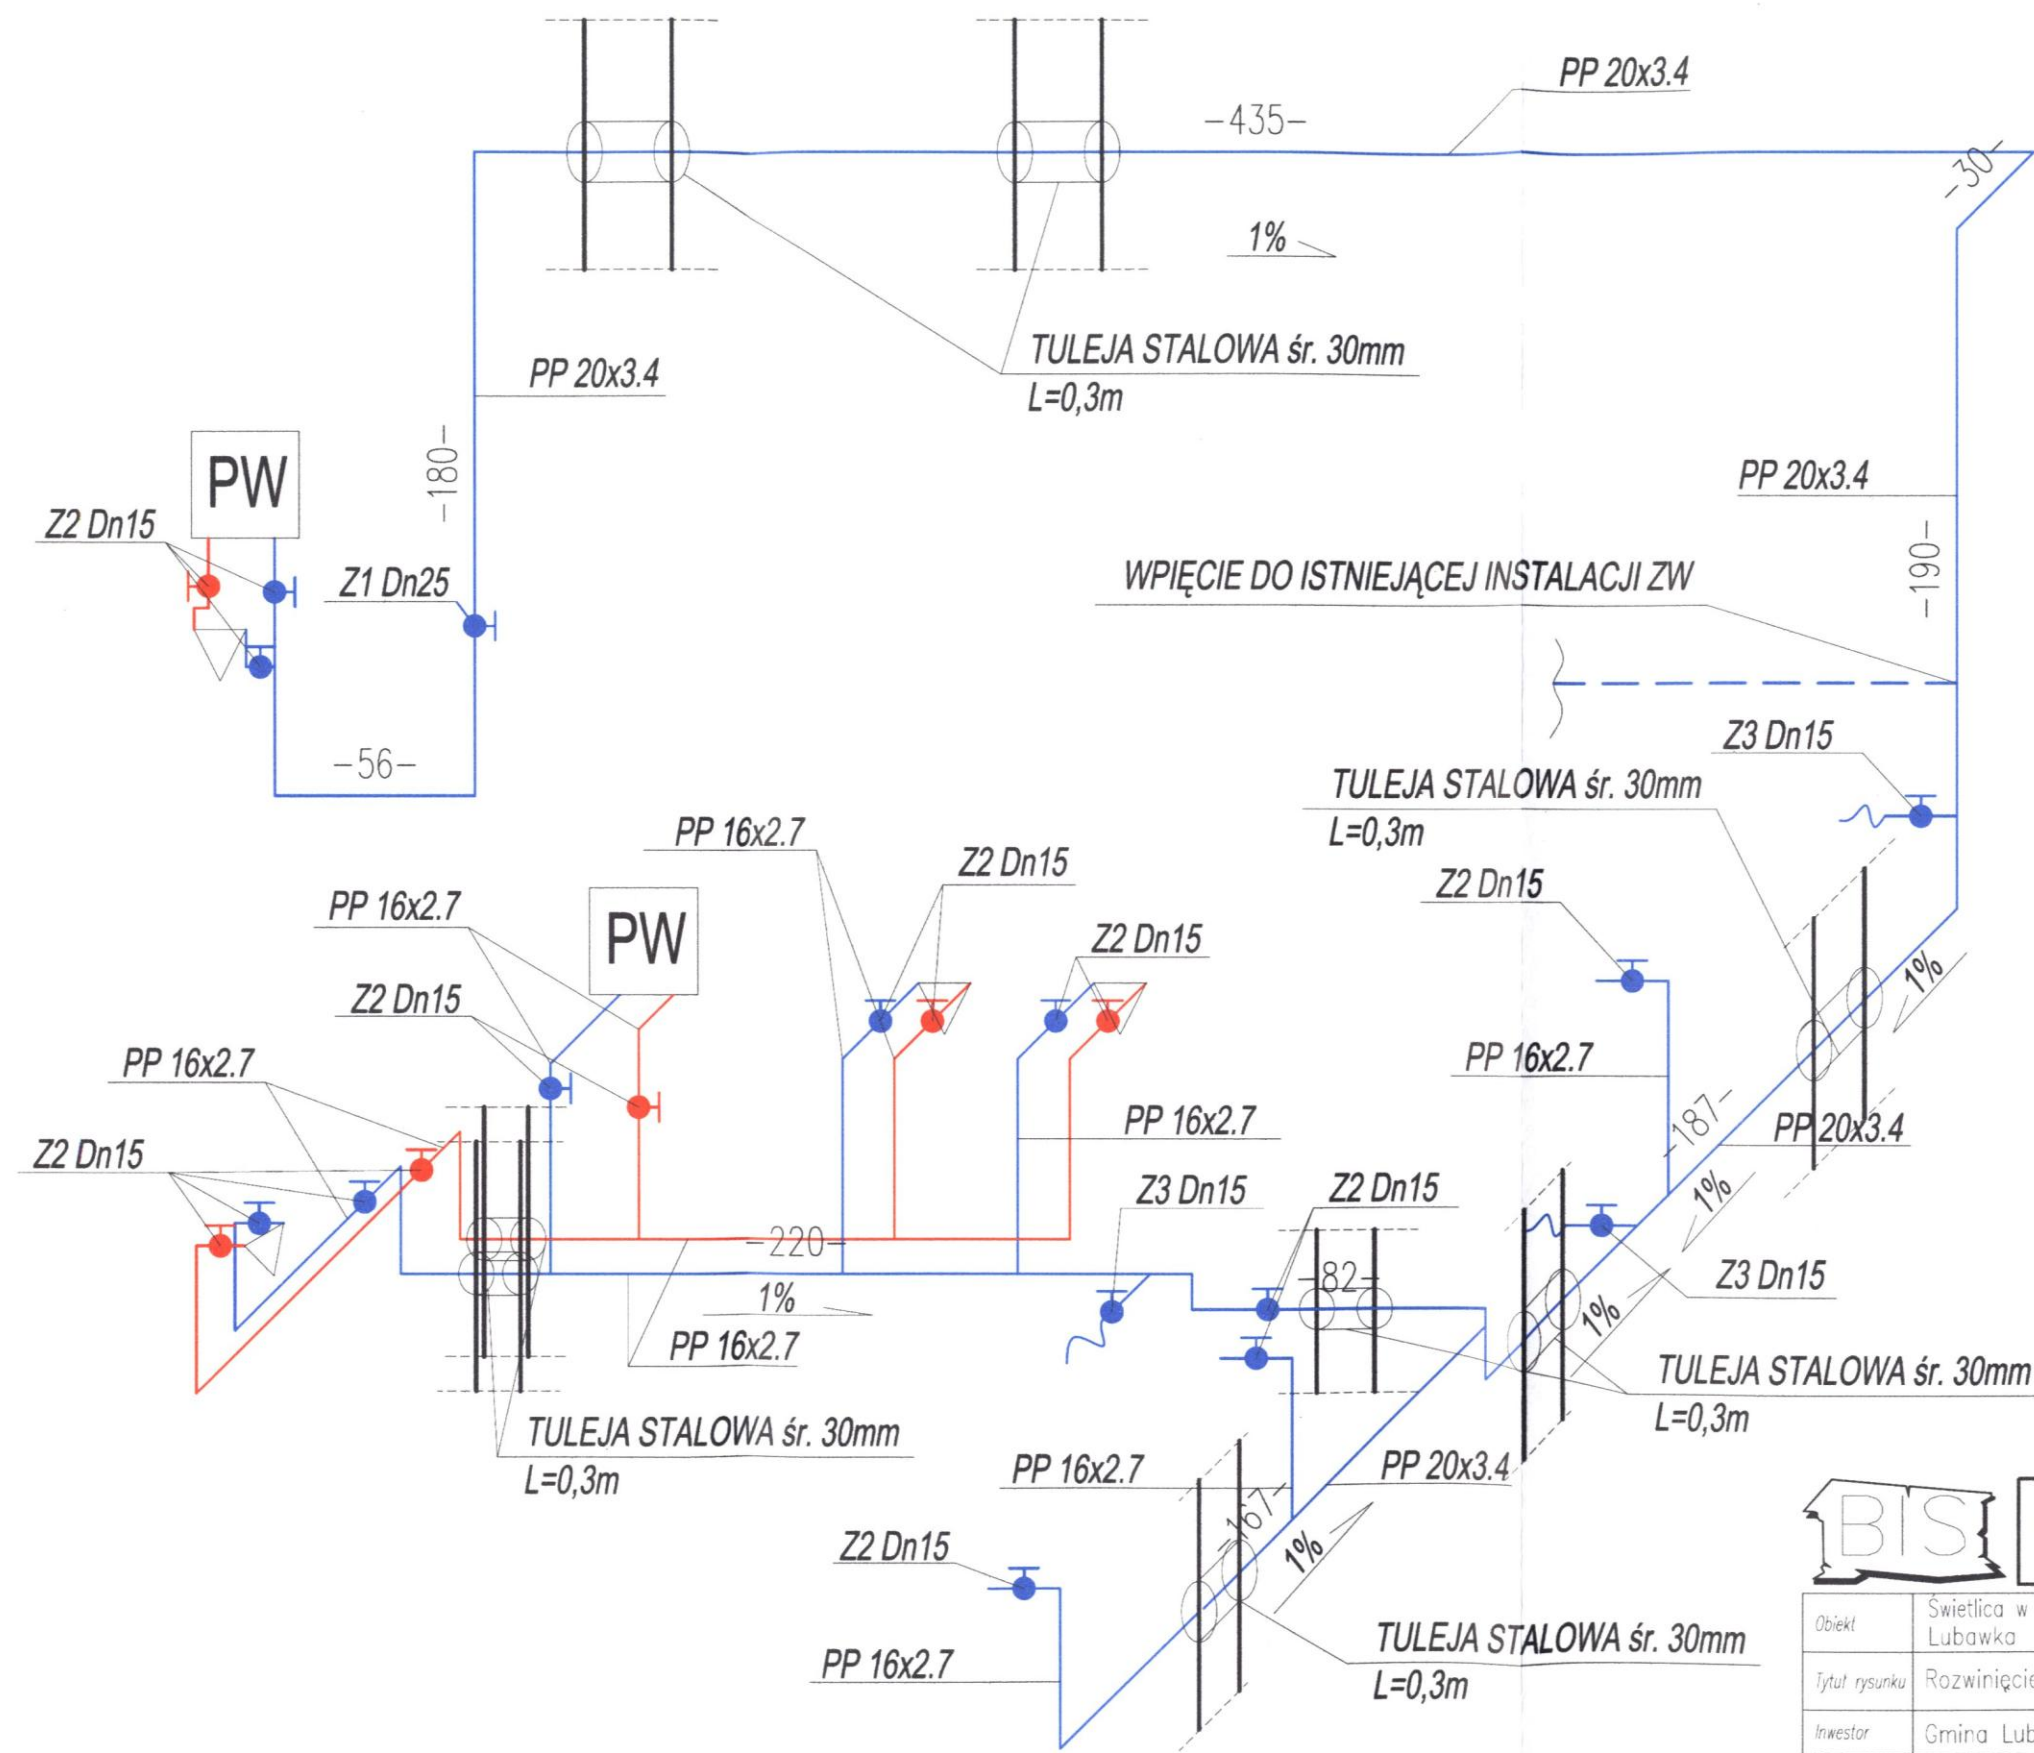 PP 20x3.4
-435-
-30-
1%
TULEJA STALOWA śr. 30mm
L=0,3m
PP 20x3.4
-180-
PW
Z2 Dn15
Z1 Dn25
PP 20x3.4
-190-
WPIĘCIE DO ISTNIEJĄCEJ INSTALACJI ZW
-56-
Z3 Dn15
TULEJA STALOWA śr. 30mm
L=0,3m
PP 16x2.7
Z2 Dn15
Z2 Dn15
PP 16x2.7
PW
Z2 Dn15
1%
Z2 Dn15
PP 16x2.7
PP 16x2.7
-187-
PP 20x3.4
PP 16x2.7
Z2 Dn15
1%
Z3 Dn15
Z2 Dn15
-220-
-82-
Z3 Dn15
1%
1%
PP 16x2.7
TULEJA STALOWA śr. 30mm
L=0,3m
TULEJA STALOWA śr. 30mm
L=0,3m
PP 16x2.7
PP 20x3.4
-167-
1%
Z2 Dn15
PP 16x2.7
TULEJA STALOWA śr. 30mm
L=0,3m
BIS
Obiekt
Świetlica w
Lubawka
Tytuł rysunku
Rozwinięcie
Inwestor
Gmina Lub